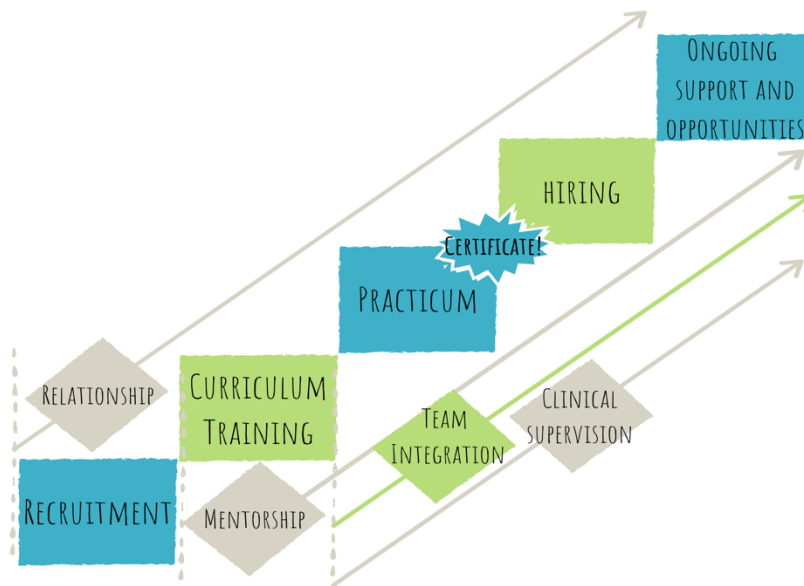 ONGOING
SUPPORT AND
OPPORTUNITIES
HIRING
CERTIFICATE!
PRACTICUM
RELATIONSHIP
CURRICULUM
TRAINING
TEAM
INTEGRATION
CLINICAL
SUPERVISION
RECRUITMENT
MENTORSHIP